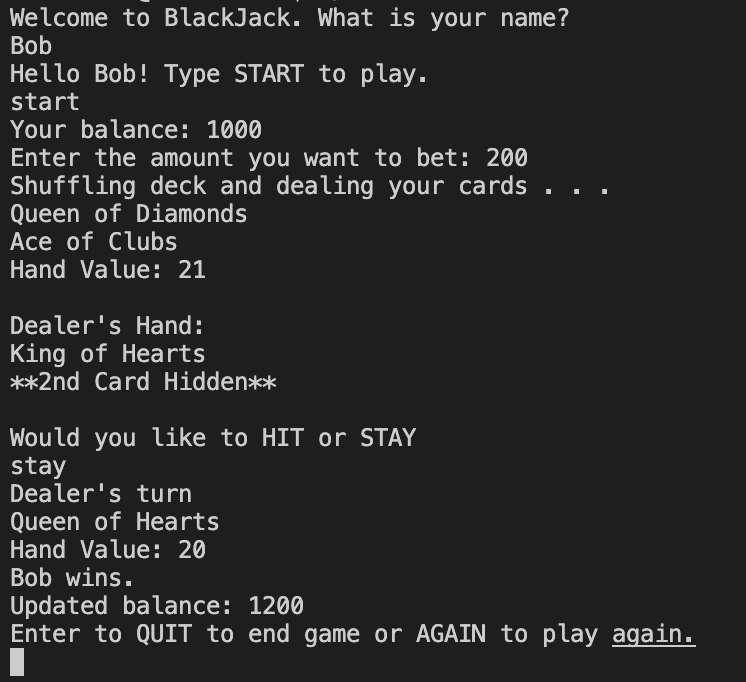 Welcome to BlackJack. What is your name?
Bob
Hello Bob! Type START to play.
start
Your balance: 1000
Enter the amount you want to bet: 200
Shuffling deck and dealing your cards . . .
Queen of Diamonds
Ace of Clubs
Hand Value: 21
Dealer's Hand:
King of Hearts
**2nd Card Hidden**
Would you like to HIT or STAY
stay
Dealer's turn
Queen of Hearts
Hand Value: 20
Bob wins.
Updated balance: 1200
Enter to QUIT to end game or AGAIN to play again.